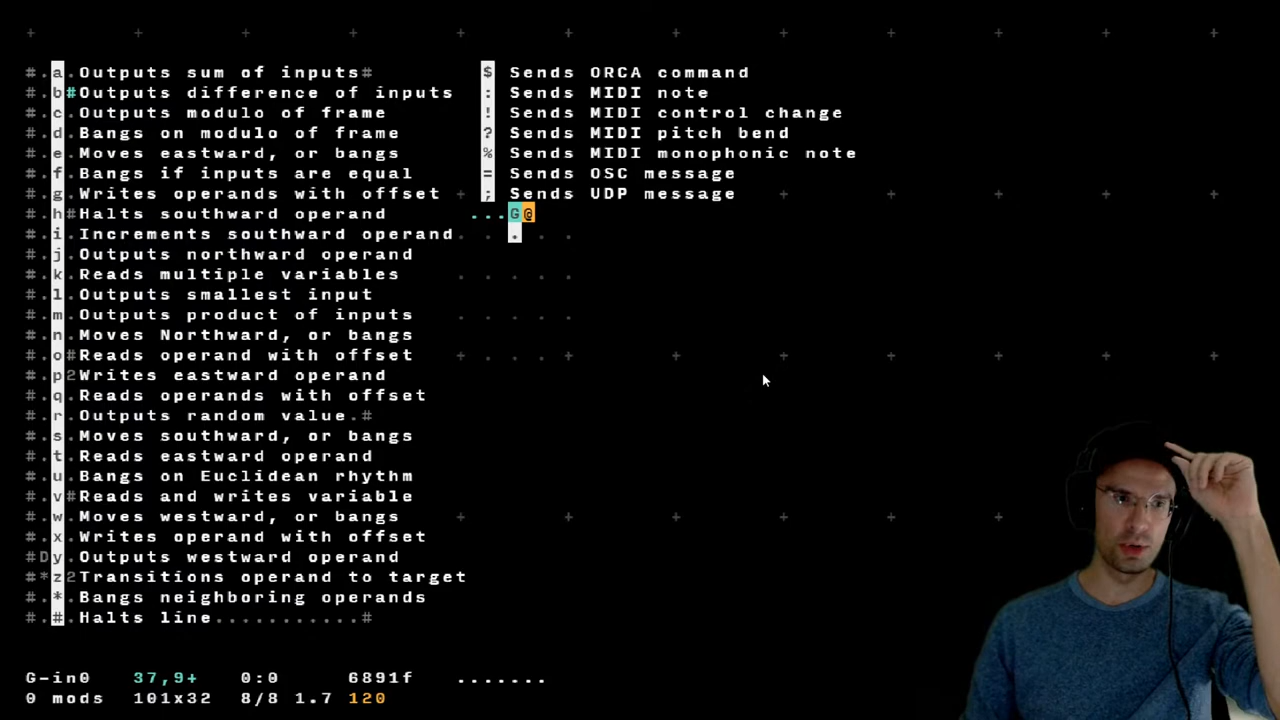 #.a.Outputs sum of inputs#
#.b#Outputs difference of inputs
#.c.Outputs modulo of frame
#.d.Bangs on modulo of frame
#.e.Moves eastward, or bangs
#.f.Bangs if inputs are equal
#.g.Writes operands with offset
#.h#Halts southward operand
#.i.Increments southward operand
#.j.Outputs northward operand
#.k.Reads multiple variables
#.l.Outputs smallest input
#.m.Outputs product of inputs
#.n.Moves Northward, or bangs
#.o#Reads operand with offset
#.p2Writes eastward operand
#.q.Reads operands with offset
#.r.Outputs random value.#
#.s.Moves southward, or bangs
#.t.Reads eastward operand
#.u.Bangs on Euclidean rhythm
#.v#Reads and writes variable
#.w.Moves westward, or bangs
#.x.Writes operand with offset
#Dy.Outputs westward operand
#*z2Transitions operand to target
#.*.Bangs neighboring operands
#.#.Halts line...........#
$ Sends ORCA command
: Sends MIDI note
! Sends MIDI control change
? Sends MIDI pitch bend
% Sends MIDI monophonic note
= Sends OSC message
; Sends UDP message
...G@
G-in0 37,9+ 0:0 6891f .......
0 mods 101x32 8/8 1.7 120